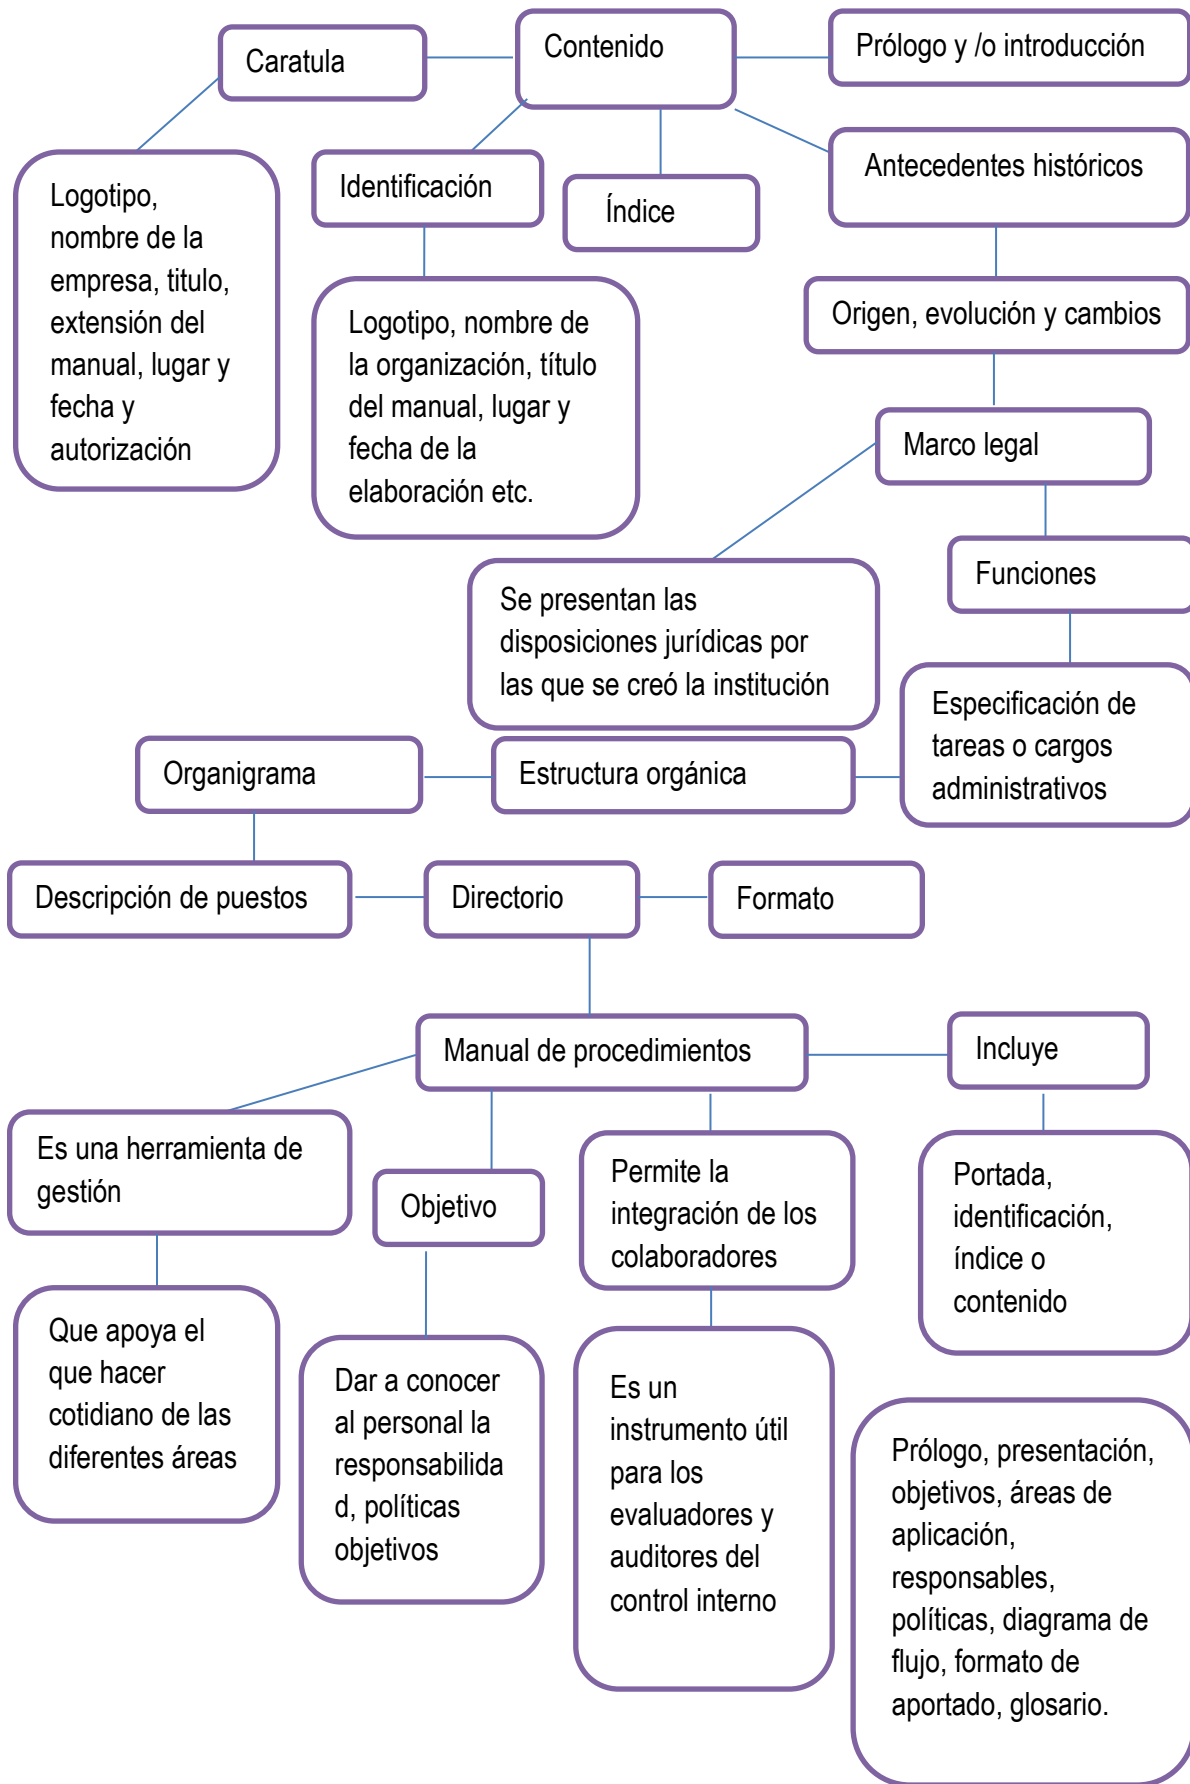 Caratula
Contenido
Prólogo y /o introducción
Logotipo,
nombre de la
empresa, titulo,
extensión del
manual, lugar y
fecha y
autorización
Identificación
Índice
Antecedentes históricos
Logotipo, nombre de
la organización, título
del manual, lugar y
fecha de la
elaboración etc.
Origen, evolución y cambios
Marco legal
Se presentan las
disposiciones jurídicas por
las que se creó la institución
Funciones
Especificación de
tareas o cargos
administrativos
Organigrama
Estructura orgánica
Descripción de puestos
Directorio
Formato
Manual de procedimientos
Incluye
Es una herramienta de
gestión
Objetivo
Permite la
integración de los
colaboradores
Portada,
identificación,
índice o
contenido
Que apoya el
que hacer
cotidiano de las
diferentes áreas
Dar a conocer
al personal la
responsabilida
d, políticas
objetivos
Es un
instrumento útil
para los
evaluadores y
auditores del
control interno
Prólogo, presentación,
objetivos, áreas de
aplicación,
responsables,
políticas, diagrama de
flujo, formato de
aportado, glosario.